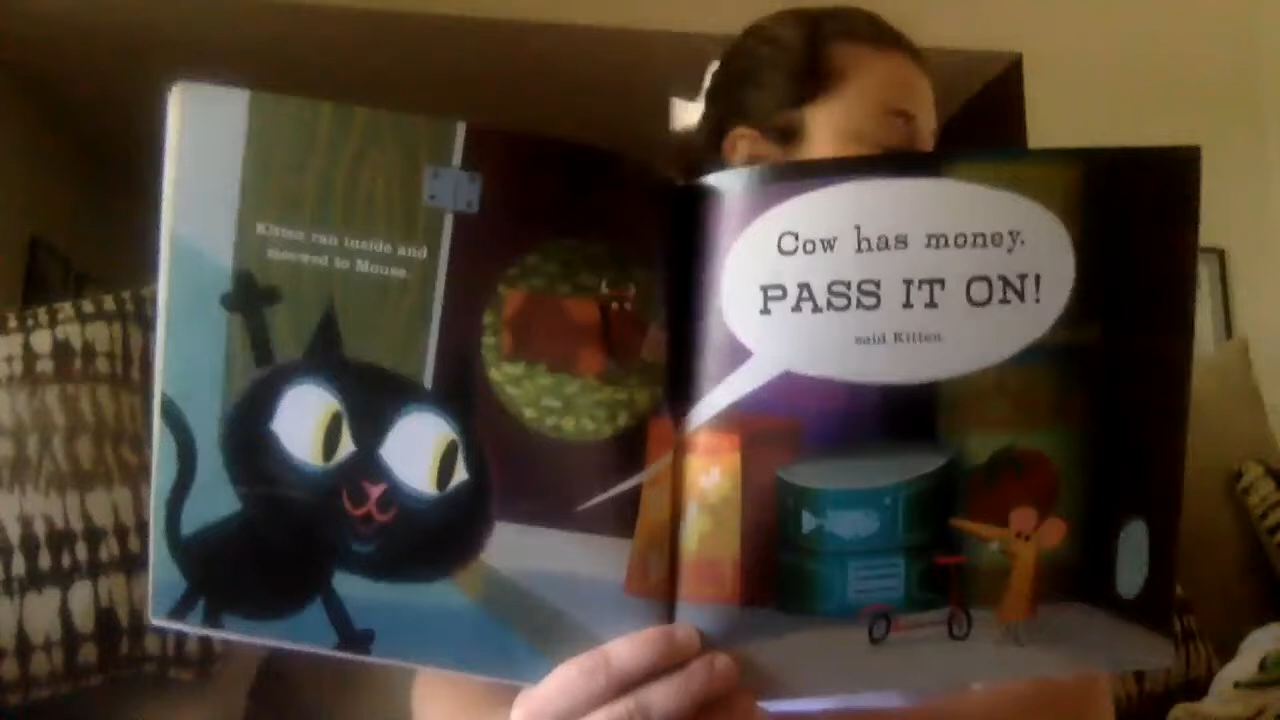 Kitten ran inside and
meowed to Mouse.
Cow has money.
PASS IT ON!
said Kitten.